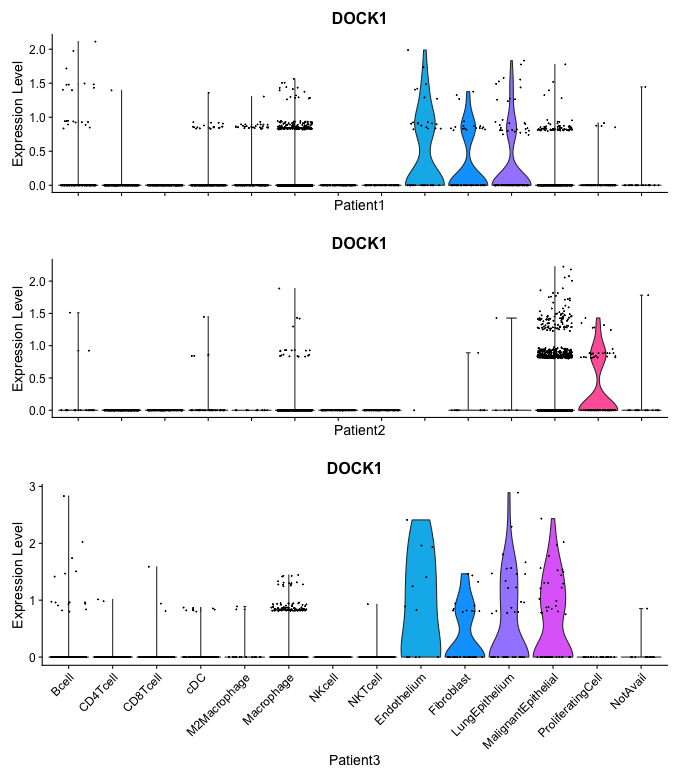 DOCK1
Expression Level
2.0
1.5
1.0
0.5
0.0
Patient1
DOCK1
Expression Level
2.0
1.5
1.0
0.5
0.0
Patient2
DOCK1
Expression Level
3
2
1
0
Bcell
CD4Tcell
CD8Tcell
cDC
M2Macrophage
Macrophage
NKcell
NKTcell
Endothelium
Fibroblast
LungEpithelium
MalignantEpithelial
ProliferatingCell
NotAvail
Patient3